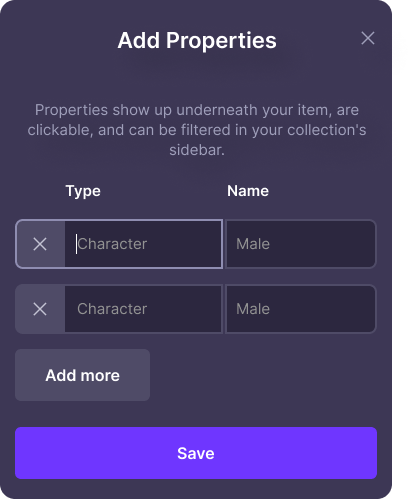 Add Properties
Properties show up underneath your item, are
clickable, and can be filtered in your collection's
sidebar.
Type Name
Character Male
Character Male
Add more
Save